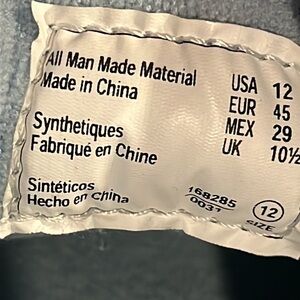 All Man Made Material
Made in China
Synthetiques
Fabriqué en Chine
Sintéticos
Hecho en China
USA 12
EUR 45
MEX 29
UK 10½
168285
0031
12
SIZE